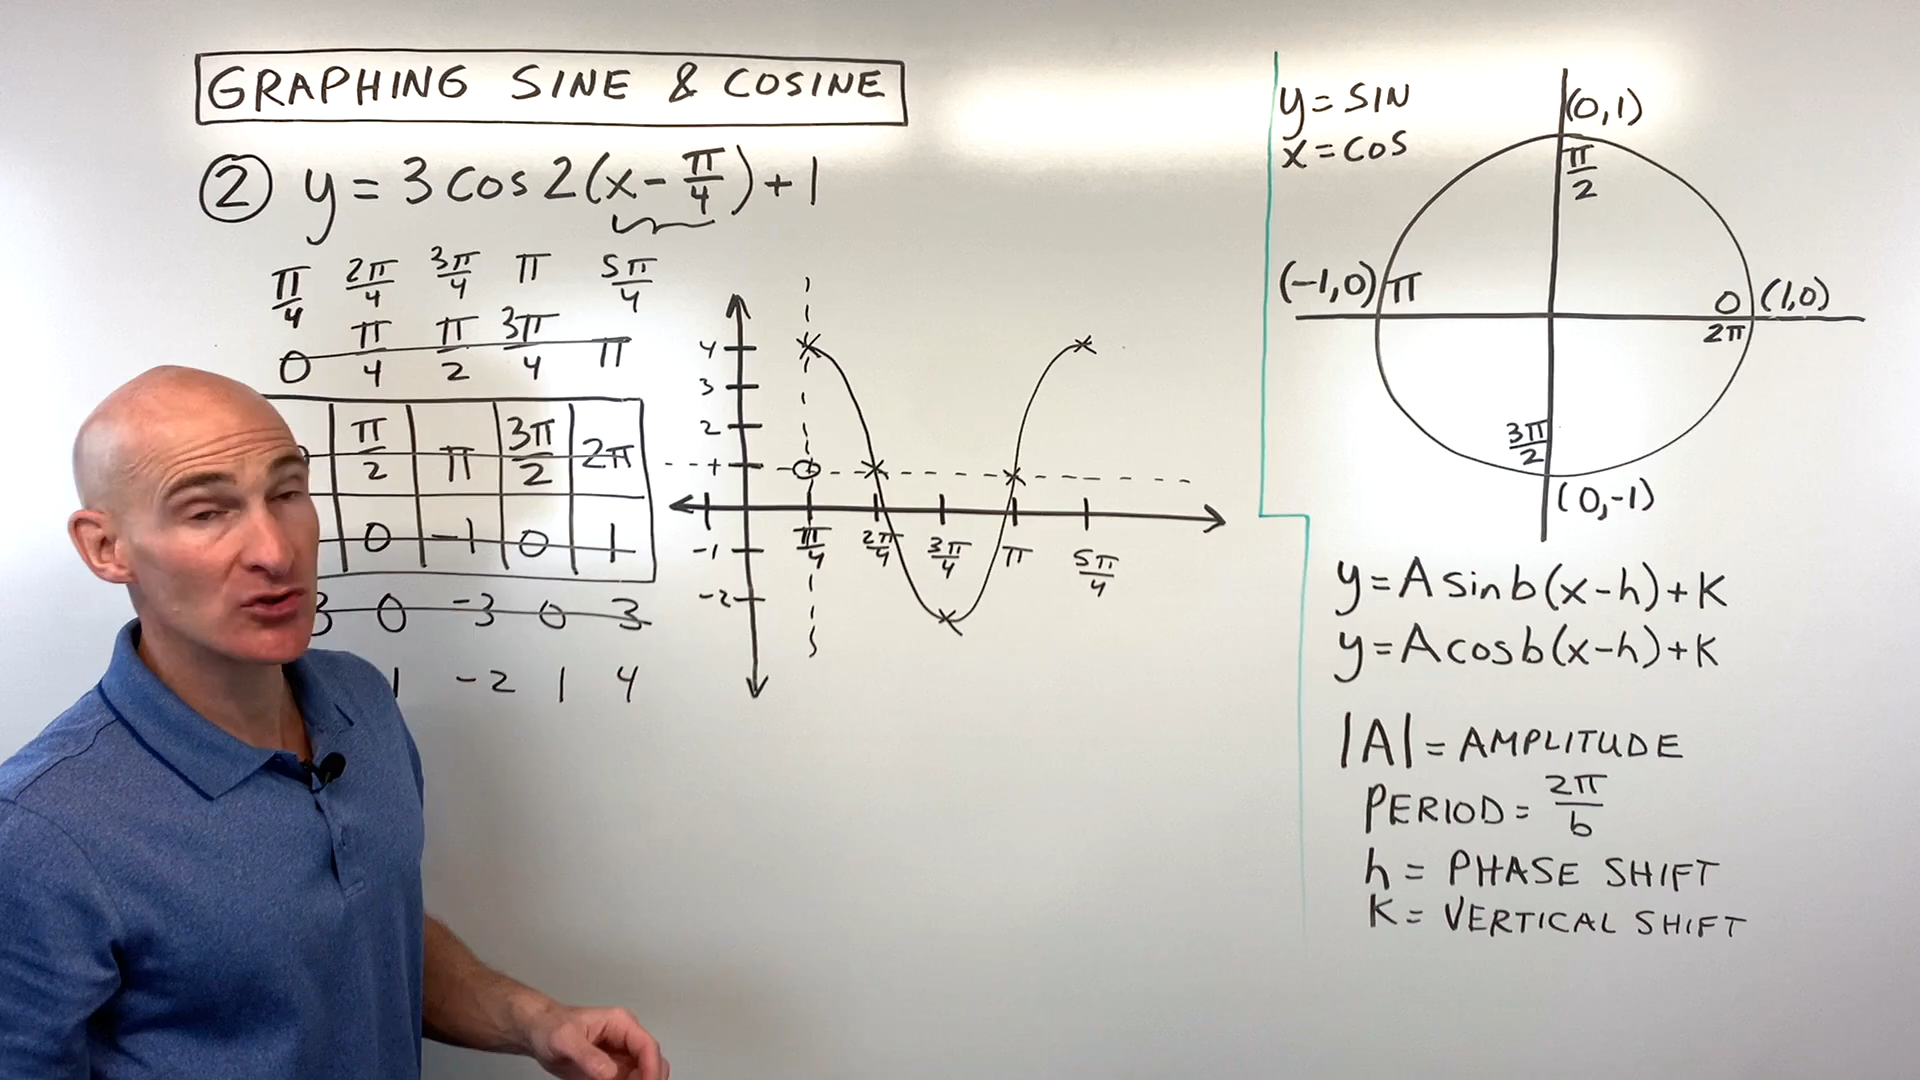 GRAPHING SINE & COSINE
② y = 3 cos 2(x - π/4) + 1
π/4 2π/4 3π/4 π 5π/4
0 π/4 π/2 3π/4 π
π/2 π 3π/2 2π
0 -1 0 1
3 0 -3 0 3
1 -2 1 4
4
3
2
1
-1
-2
π/4 2π/4 3π/4 π 5π/4
y = SIN
x = COS
(0,1)
π/2
(-1,0) π
0 (1,0)
2π
3π/2
(0,-1)
y = A sin b(x-h)+K
y = A cos b(x-h)+K
|A| = AMPLITUDE
PERIOD = 2π/b
h = PHASE SHIFT
K = VERTICAL SHIFT